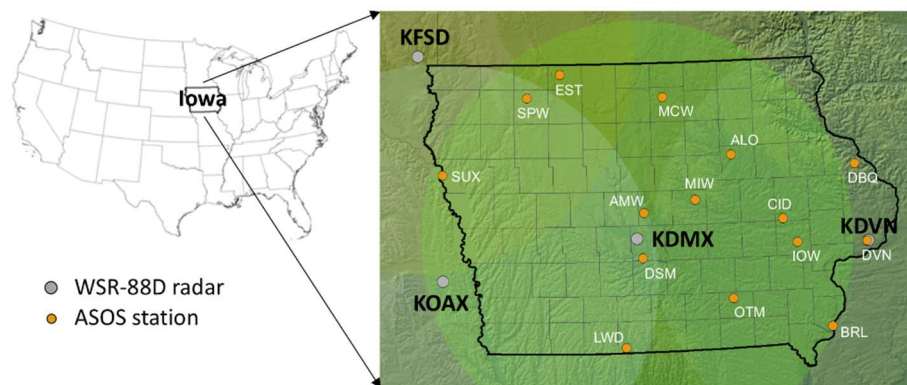 Iowa
WSR-88D radar
ASOS station
KFSD
EST
SPW
MCW
ALO
DBQ
SUX
MIW
AMW
CID
KDVN
KDMX
IOW
DVN
DSM
KOAX
OTM
BRL
LWD